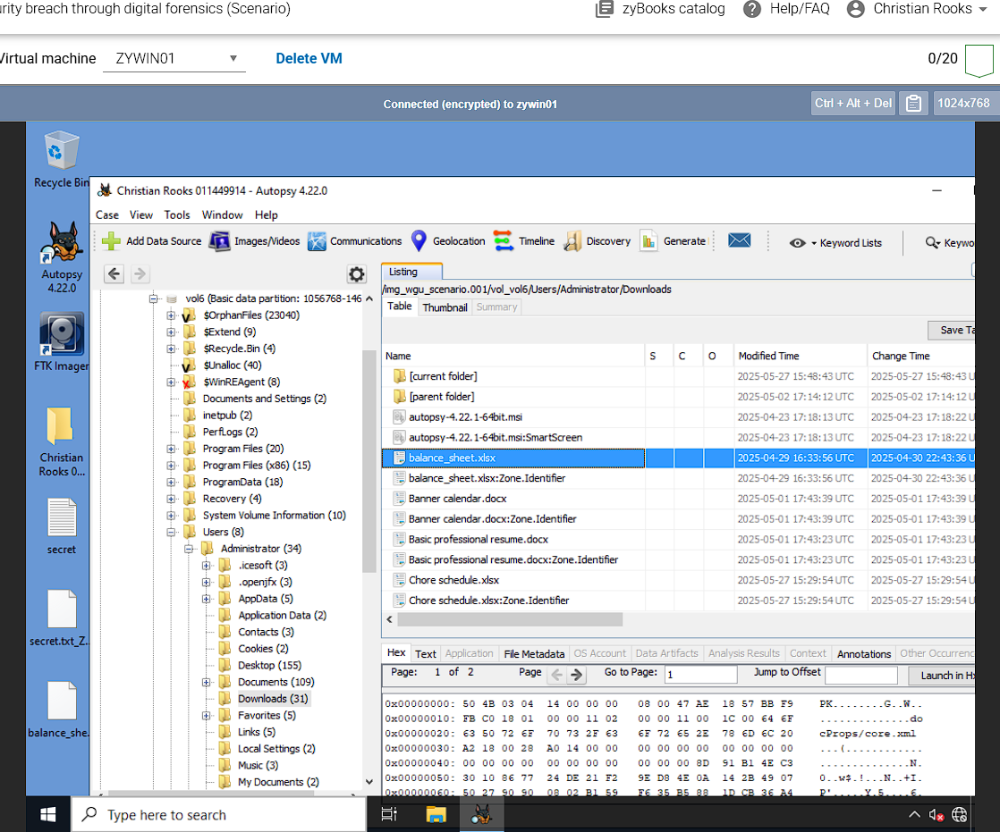 urity breach through digital forensics (Scenario)
zyBooks catalog
Help/FAQ
Christian Rooks
Virtual machine
ZYWIN01
Delete VM
0/20
Connected (encrypted) to zywin01
Ctrl + Alt + Del
1024x768
Recycle Bin
Autopsy
4.22.0
FTK Imager
Christian
Rooks 0...
secret
secret.txt_Z..
balance_she.
Christian Rooks 011449914 - Autopsy 4.22.0
Case View Tools Window Help
Add Data Source Images/Videos Communications Geolocation Timeline Discovery Generate Keyword Lists Keywo
vol6 (Basic data partition: 1056768-146
$OrphanFiles (23040)
$Extend (9)
$Recycle.Bin (4)
$Unalloc (40)
$WinREAgent (8)
Documents and Settings (2)
inetpub (2)
PerfLogs (2)
Program Files (20)
Program Files (x86) (15)
ProgramData (18)
Recovery (4)
System Volume Information (10)
Users (8)
Administrator (34)
.icesoft (3)
.openjfx (3)
AppData (5)
Application Data (2)
Contacts (3)
Cookies (2)
Desktop (155)
Documents (109)
Downloads (31)
Favorites (5)
Links (5)
Local Settings (2)
Music (3)
My Documents (2)
Listing
/img_wgu_scenario.001/vol_vol6/Users/Administrator/Downloads
Table Thumbnail Summary
Save Ta
Name S C O Modified Time Change Time
[current folder] 2025-05-27 15:48:43 UTC 2025-05-27 15:48:43 U
[parent folder] 2025-05-02 17:14:12 UTC 2025-05-02 17:14:12 U
autopsy-4.22.1-64bit.msi 2025-04-23 17:18:13 UTC 2025-04-23 17:18:22 U
autopsy-4.22.1-64bit.msi:SmartScreen 2025-04-23 17:18:13 UTC 2025-04-23 17:18:22 U
balance_sheet.xlsx 2025-04-29 16:33:56 UTC 2025-04-30 22:43:36 U
balance_sheet.xlsx:Zone.Identifier 2025-04-29 16:33:56 UTC 2025-04-30 22:43:36 U
Banner calendar.docx 2025-05-01 17:43:39 UTC 2025-05-01 17:43:39 U
Banner calendar.docx:Zone.Identifier 2025-05-01 17:43:39 UTC 2025-05-01 17:43:39 U
Basic professional resume.docx 2025-05-01 17:43:23 UTC 2025-05-01 17:43:23 U
Basic professional resume.docx:Zone.Identifier 2025-05-01 17:43:23 UTC 2025-05-01 17:43:23 U
Chore schedule.xlsx 2025-05-27 15:29:54 UTC 2025-05-27 15:29:54 U
Chore schedule.xlsx:Zone.Identifier 2025-05-27 15:29:54 UTC 2025-05-27 15:29:54 U
Hex Text Application File Metadata OS Account Data Artifacts Analysis Results Context Annotations Other Occurrenc
Page: 1 of 2 Page Go to Page: 1 Jump to Offset Launch in Hx
0x00000000: 50 4B 03 04 14 00 00 00 08 00 47 AE 18 57 BB F9 PK........G..W..
0x00000010: FB C0 18 01 00 00 11 02 00 00 11 00 1C 00 64 6F ..............do
0x00000020: 63 50 72 6F 70 73 2F 63 6F 72 65 2E 78 6D 6C 20 cProps/core.xml
0x00000030: A2 18 00 28 A0 14 00 00 00 00 00 00 00 00 00 00 ...(............
0x00000040: 00 00 00 00 00 00 00 00 00 00 00 8D 91 B1 4E C3 ..............N.
0x00000050: 30 10 86 77 24 DE 21 F2 9E D8 4E 0A 14 2B 49 07 0..w$.!...N..+I.
0x00000060: 50 27 90 90 08 02 B1 59 F6 35 B5 88 1D CB 36 A4 P'.....Y.5....6.
Type here to search